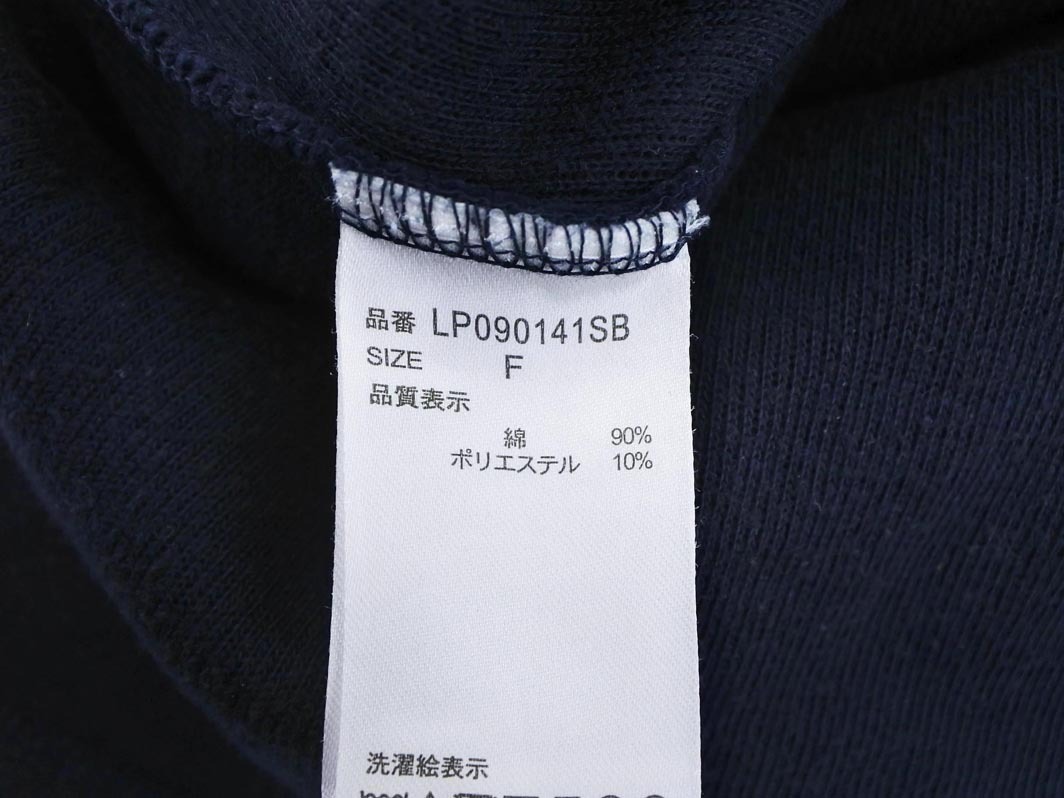 品番 LP090141SB
SIZE F
品質表示
綿 90%
ポリエステル 10%
洗濯絵表示